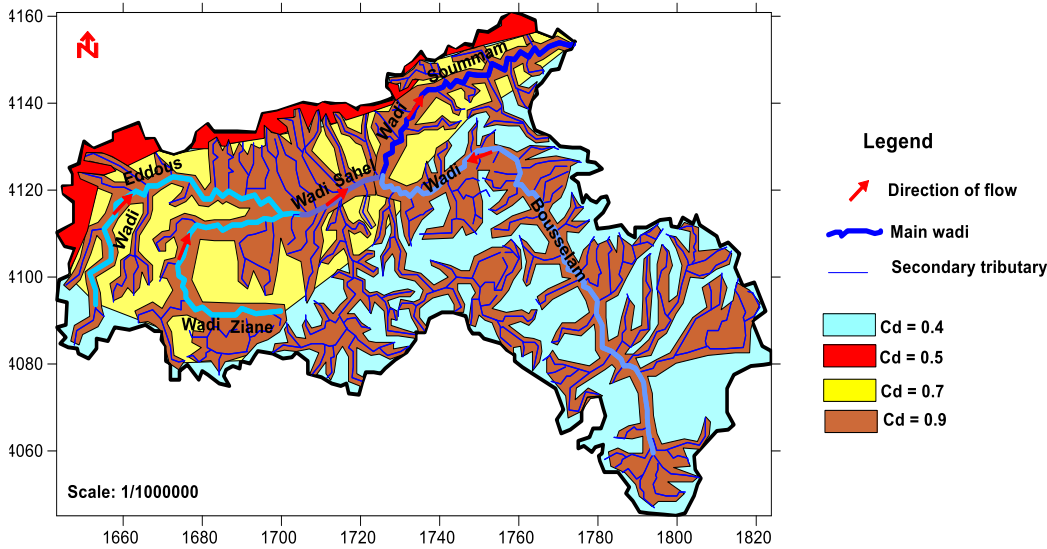 4160
4140
4120
4100
4080
4060
1660
1680
1700
1720
1740
1760
1780
1800
1820
N
Wadi Eddous
Wadi Sahel
Wadi Soummam
Wadi Bousselam
Wadi Ziane
Scale: 1/1000000
Legend
Direction of flow
Main wadi
Secondary tributary
Cd = 0.4
Cd = 0.5
Cd = 0.7
Cd = 0.9